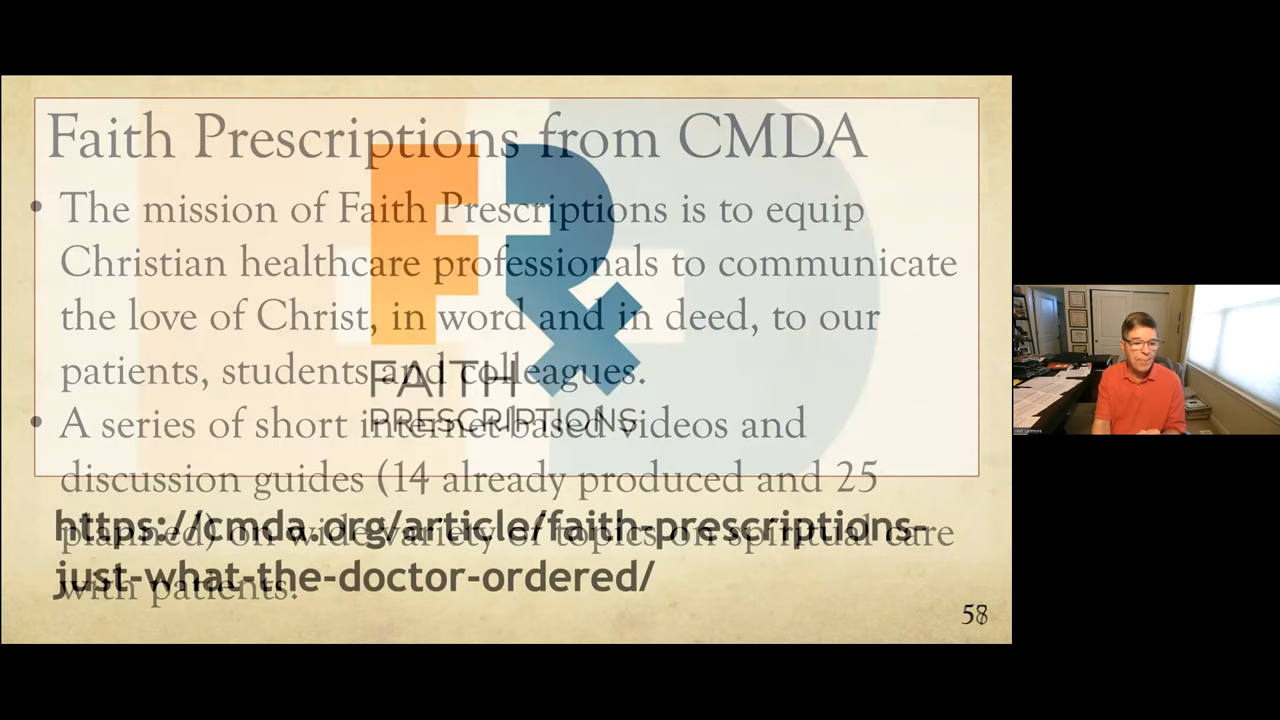 Faith Prescriptions from CMDA
• The mission of Faith Prescriptions is to equip
Christian healthcare professionals to communicate
the love of Christ, in word and in deed, to our
patients, students and colleagues.
• A series of short internet-based videos and
discussion guides (14 already produced and 25
planned) on wide variety of topics on spiritual care
with patients.
FAITH
PRESCRIPTIONS
https://cmda.org/article/faith-prescriptions-
just-what-the-doctor-ordered/